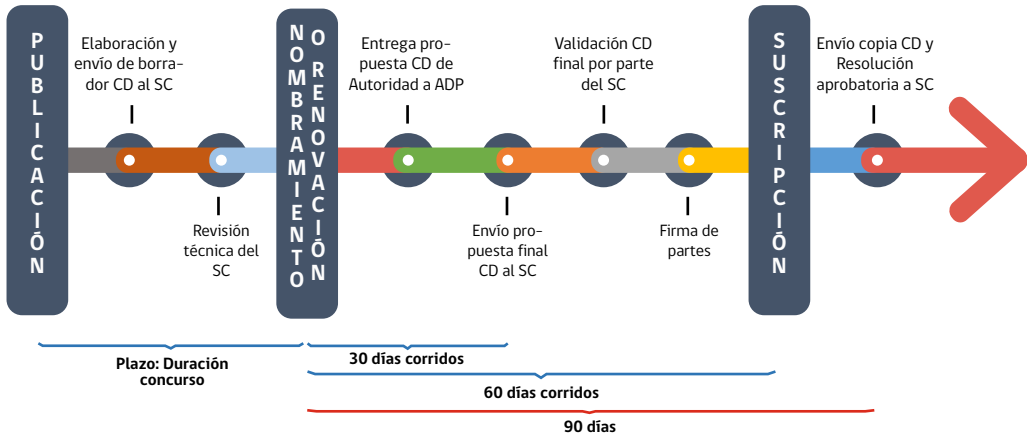 PUBLICACIÓN
Elaboración y
envío de borra-
dor CD al SC
Revisión
técnica del
SC
NOMBRAMIENTO
O RENOVACIÓN
Entrega pro-
puesta CD de
Autoridad a ADP
Envío pro-
puesta final
CD al SC
Validación CD
final por parte
del SC
Firma de
partes
SUSCRIPCIÓN
Envío copia CD y
Resolución
aprobatoria a SC
Plazo: Duración
concurso
30 días corridos
60 días corridos
90 días